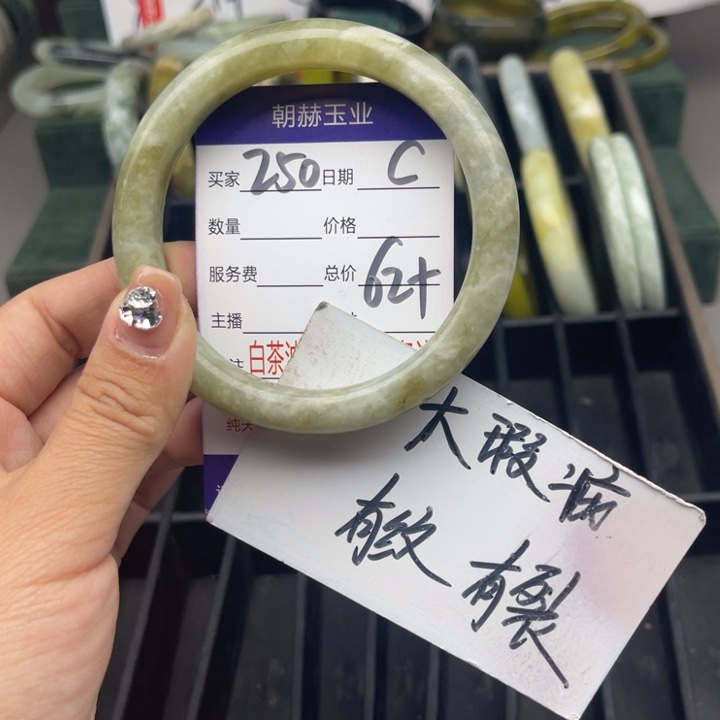 朝赫玉业
买家 250 日期 C
数量 价格
服务费 总价 62+
主播
白茶
大瑕疵
有纹 有裂